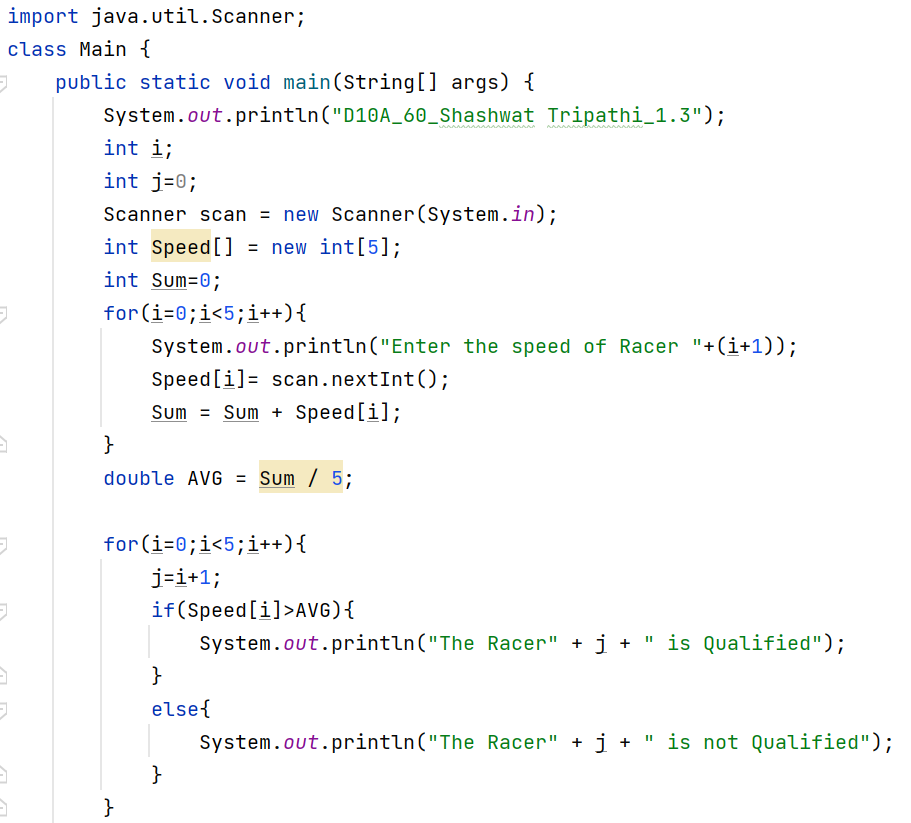 import java.util.Scanner;
class Main {
    public static void main(String[] args) {
        System.out.println("D10A_60_Shashwat Tripathi_1.3");
        int i;
        int j=0;
        Scanner scan = new Scanner(System.in);
        int Speed[] = new int[5];
        int Sum=0;
        for(i=0;i<5;i++){
            System.out.println("Enter the speed of Racer "+(i+1));
            Speed[i]= scan.nextInt();
            Sum = Sum + Speed[i];
        }
        double AVG = Sum / 5;

        for(i=0;i<5;i++){
            j=i+1;
            if(Speed[i]>AVG){
                System.out.println("The Racer" + j + " is Qualified");
            }
            else{
                System.out.println("The Racer" + j + " is not Qualified");
            }
        }